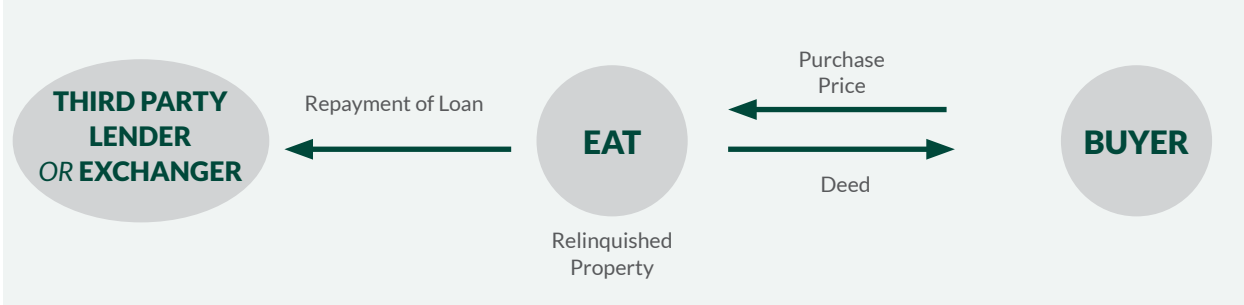 THIRD PARTY
LENDER
OR EXCHANGER
Repayment of Loan
EAT
Relinquished
Property
Purchase
Price
Deed
BUYER